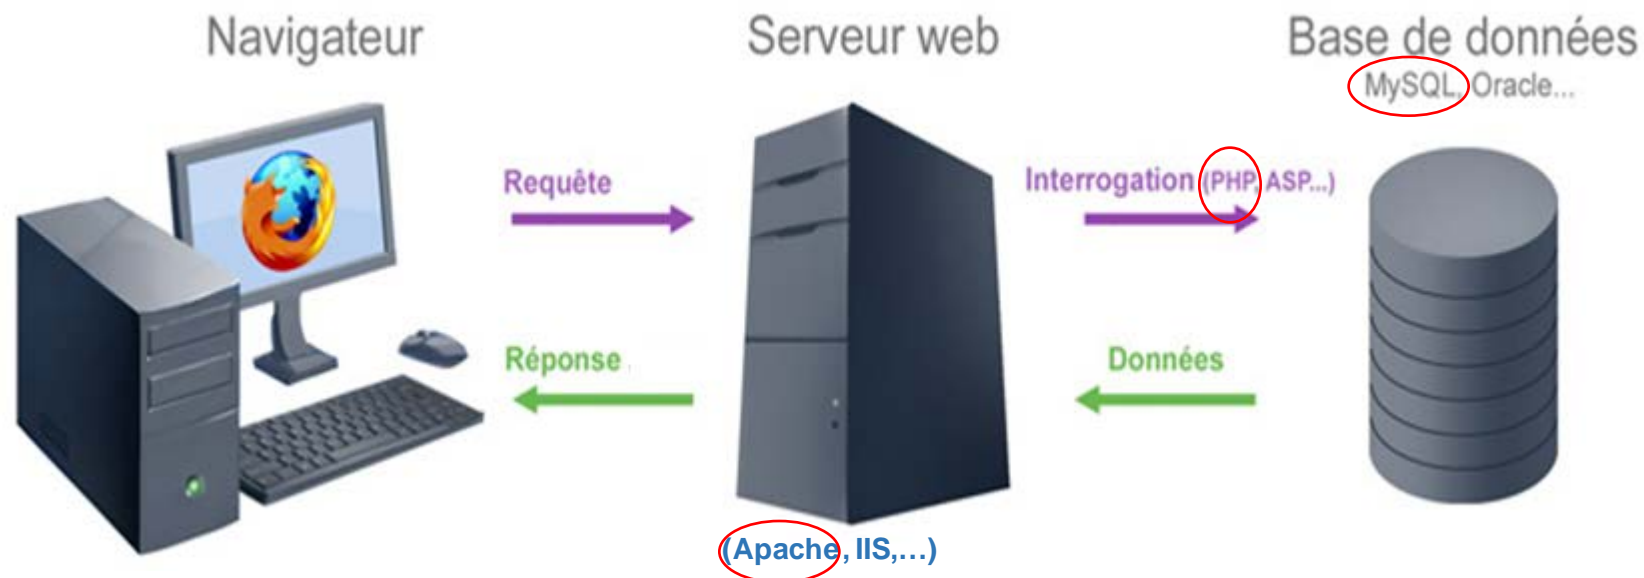 Navigateur
Serveur web
Base de données
MySQL, Oracle...
Requête
Interrogation (PHP, ASP...)
Réponse
Données
(Apache, IIS,...)